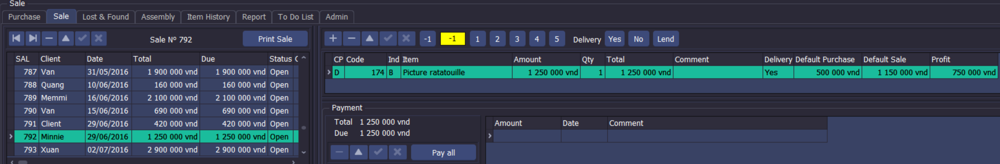 Sale
Purchase Sale Lost & Found Assembly Item History Report To Do List Admin
Sale Nº 792 Print Sale
SAL Client Date Total Due Status C
787 Van 31/05/2016 1 900 000 vnd 1 900 000 vnd Open
788 Quang 10/06/2016 160 000 vnd 160 000 vnd Open
789 Memmi 16/06/2016 2 100 000 vnd 2 100 000 vnd Open
790 Van 15/06/2016 690 000 vnd 690 000 vnd Open
791 Client 29/06/2016 420 000 vnd 420 000 vnd Open
792 Minnie 29/06/2016 1 250 000 vnd 1 250 000 vnd Open
793 Xuan 02/07/2016 2 900 000 vnd 2 900 000 vnd Open
-1 -1 1 2 3 4 5 Delivery Yes No Lend
CP Code Ind Item Amount Qty Total Comment Delivery Default Purchase Default Sale Profit
D 174 B Picture ratatouille 1 250 000 vnd 1 1 250 000 vnd Yes 500 000 vnd 1 150 000 vnd 750 000 vnd
Payment
Total 1 250 000 vnd
Due 1 250 000 vnd
Pay all
Amount Date Comment